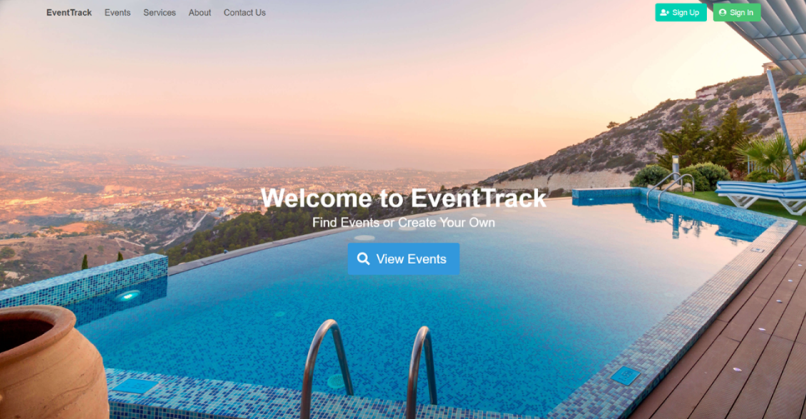 EventTrack Events Services About Contact Us Sign Up Sign In
Welcome to EventTrack
Find Events or Create Your Own
View Events